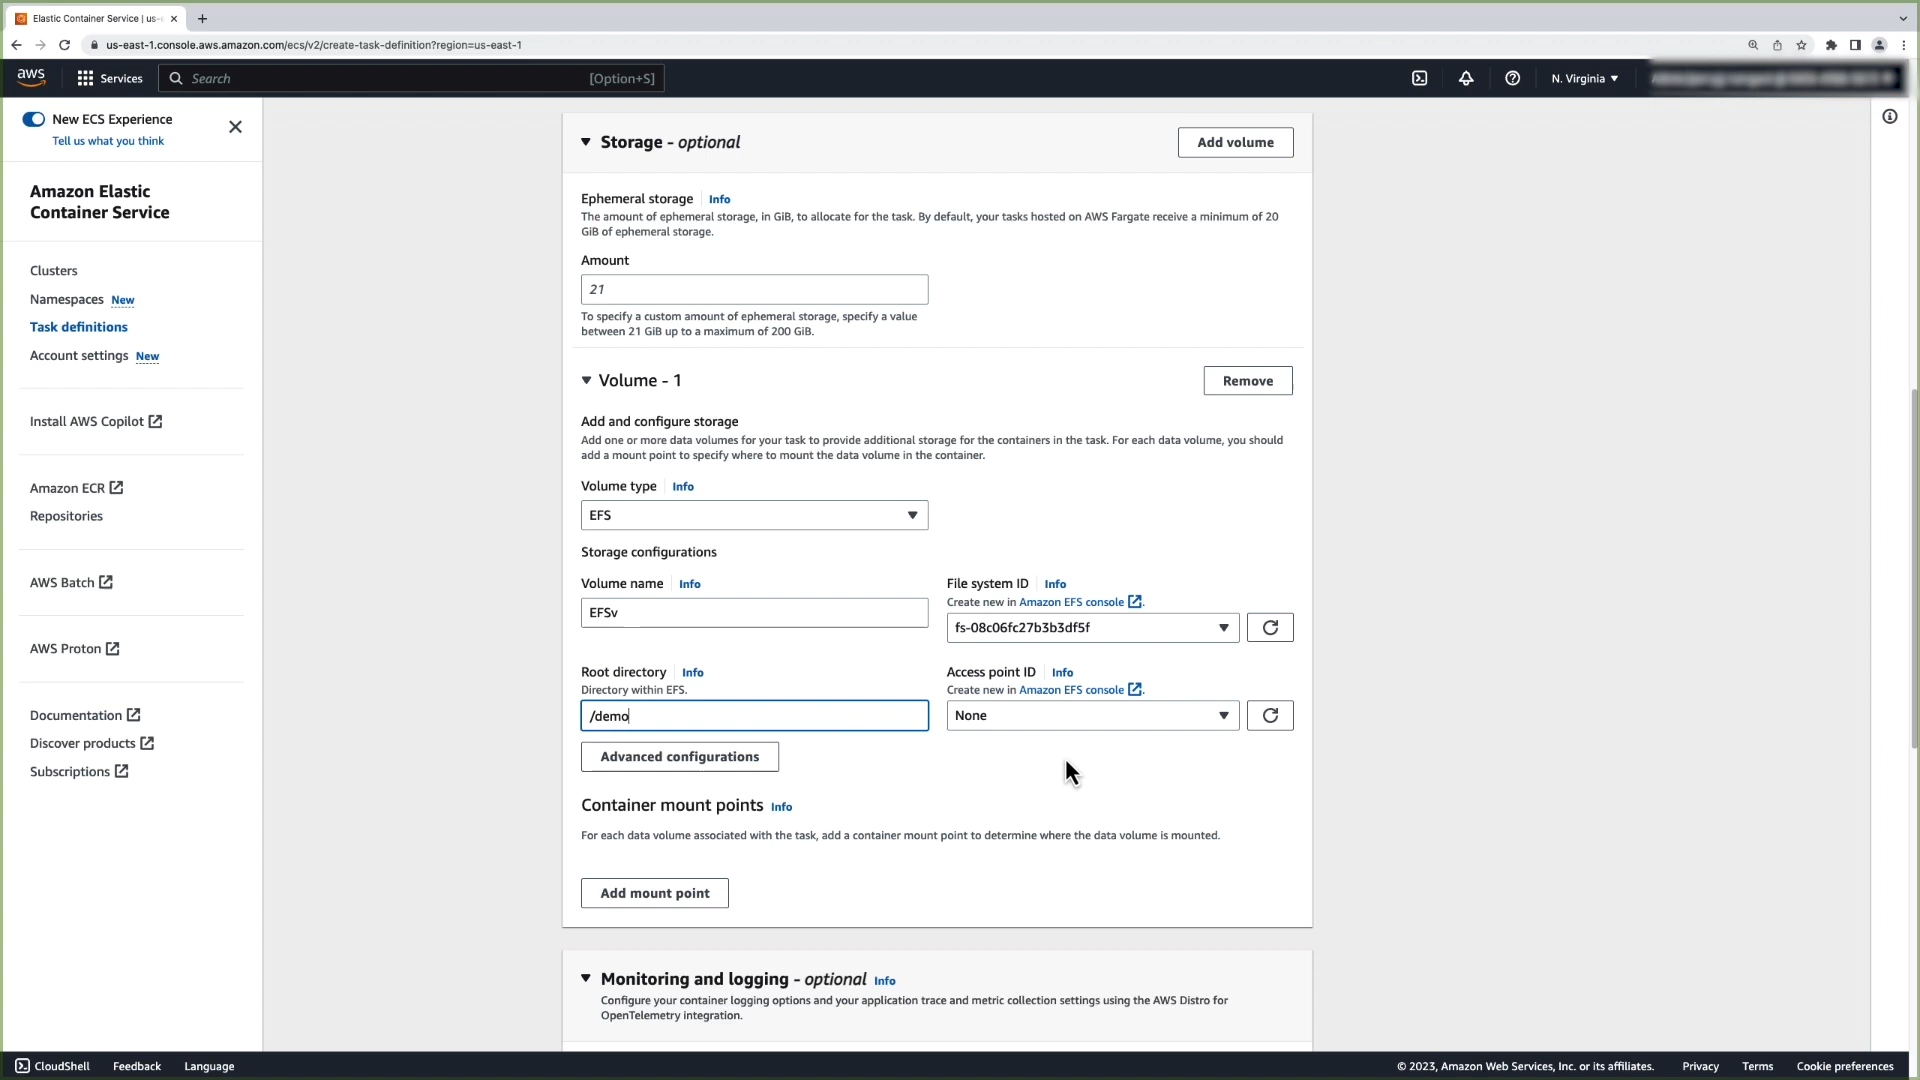 Elastic Container Service | us-
us-east-1.console.aws.amazon.com/ecs/v2/create-task-definition?region=us-east-1
aws
Services
Search
[Option+S]
N. Virginia
New ECS Experience
Tell us what you think
Amazon Elastic
Container Service
Clusters
Namespaces New
Task definitions
Account settings New
Install AWS Copilot
Amazon ECR
Repositories
AWS Batch
AWS Proton
Documentation
Discover products
Subscriptions
Storage - optional
Add volume
Ephemeral storage Info
The amount of ephemeral storage, in GiB, to allocate for the task. By default, your tasks hosted on AWS Fargate receive a minimum of 20
GiB of ephemeral storage.
Amount
21
To specify a custom amount of ephemeral storage, specify a value
between 21 GiB up to a maximum of 200 GiB.
Volume - 1
Remove
Add and configure storage
Add one or more data volumes for your task to provide additional storage for the containers in the task. For each data volume, you should
add a mount point to specify where to mount the data volume in the container.
Volume type Info
EFS
Storage configurations
Volume name Info
EFSv
File system ID Info
Create new in Amazon EFS console .
fs-08c06fc27b3b3df5f
Root directory Info
Directory within EFS.
/demo
Access point ID Info
Create new in Amazon EFS console .
None
Advanced configurations
Container mount points Info
For each data volume associated with the task, add a container mount point to determine where the data volume is mounted.
Add mount point
Monitoring and logging - optional Info
Configure your container logging options and your application trace and metric collection settings using the AWS Distro for
OpenTelemetry integration.
CloudShell
Feedback
Language
© 2023, Amazon Web Services, Inc. or its affiliates.
Privacy
Terms
Cookie preferences